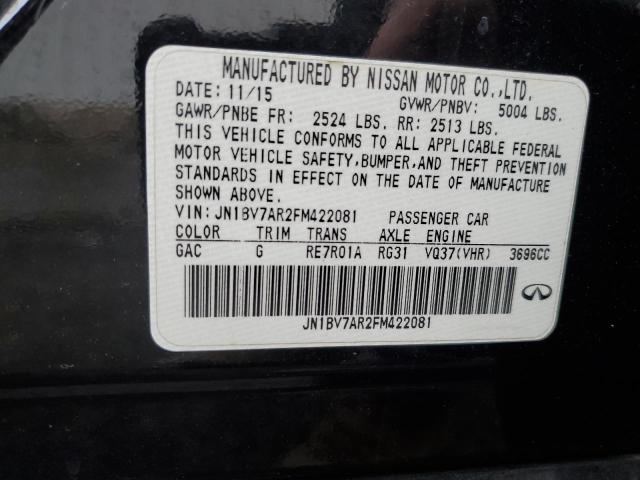 MANUFACTURED BY NISSAN MOTOR CO.,LTD.
DATE: 11/15 GVWR/PNBV: 5004 LBS.
GAWR/PNBE FR: 2524 LBS. RR: 2513 LBS.
THIS VEHICLE CONFORMS TO ALL APPLICABLE FEDERAL
MOTOR VEHICLE SAFETY,BUMPER,AND THEFT PREVENTION
STANDARDS IN EFFECT ON THE DATE OF MANUFACTURE
SHOWN ABOVE.
VIN:JN1BV7AR2FM422081 PASSENGER CAR
COLOR TRIM TRANS AXLE ENGINE
GAC G RE7R01A RG31 VQ37(VHR) 3696CC
JN1BV7AR2FM422081